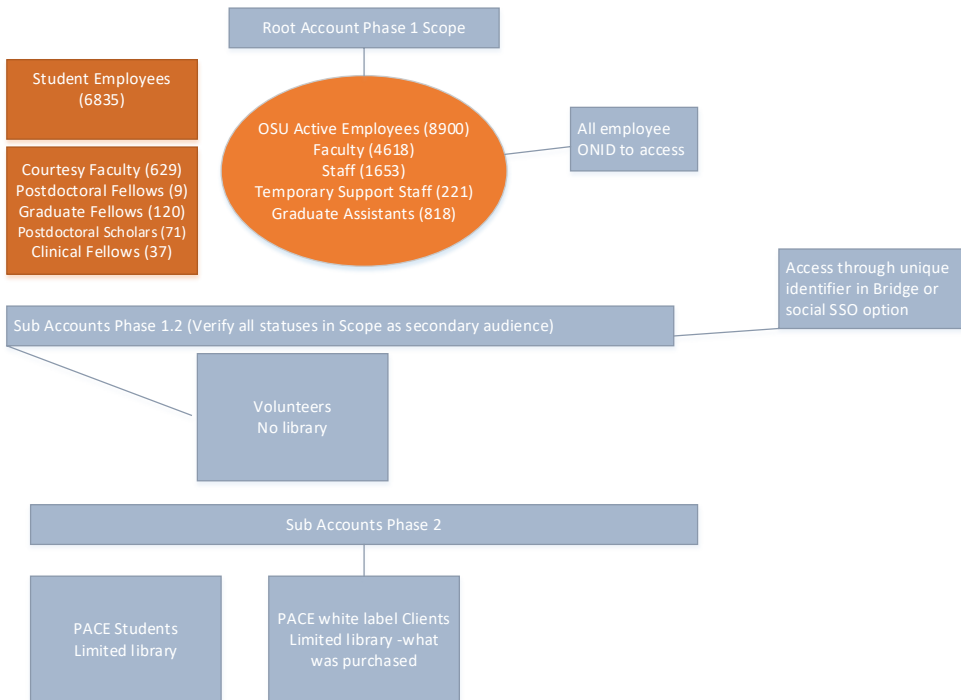 Root Account Phase 1 Scope
Student Employees
(6835)
OSU Active Employees (8900)
Faculty (4618)
Staff (1653)
Temporary Support Staff (221)
Graduate Assistants (818)
All employee
ONID to access
Courtesy Faculty (629)
Postdoctoral Fellows (9)
Graduate Fellows (120)
Postdoctoral Scholars (71)
Clinical Fellows (37)
Access through unique
identifier in Bridge or
social SSO option
Sub Accounts Phase 1.2 (Verify all statuses in Scope as secondary audience)
Volunteers
No library
Sub Accounts Phase 2
PACE Students
Limited library
PACE white label Clients
Limited library -what
was purchased